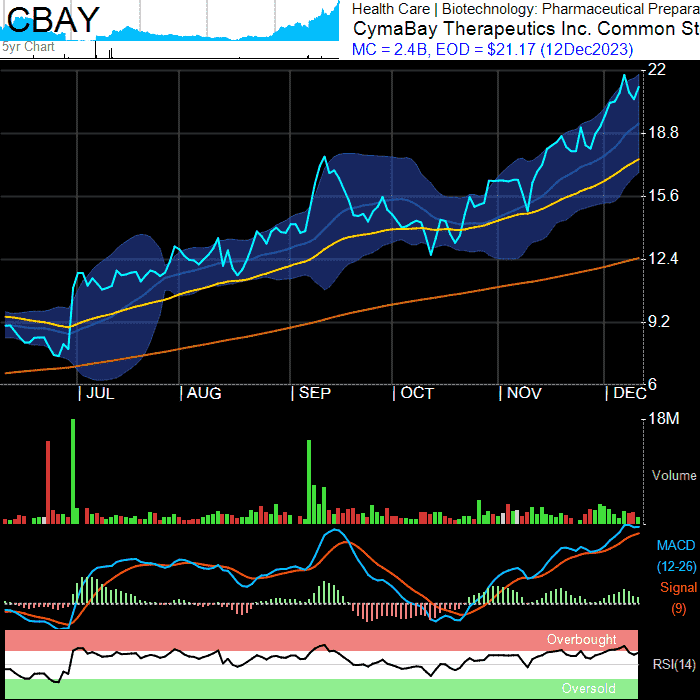 CBAY
5yr Chart
Health Care | Biotechnology: Pharmaceutical Prepara
CymaBay Therapeutics Inc. Common St
MC = 2.4B, EOD = $21.17 (12Dec2023)
22
18.8
15.6
12.4
9.2
6
JUL AUG SEP OCT NOV DEC
18M
Volume
MACD
(12-26)
Signal
(9)
Overbought
RSI(14)
Oversold